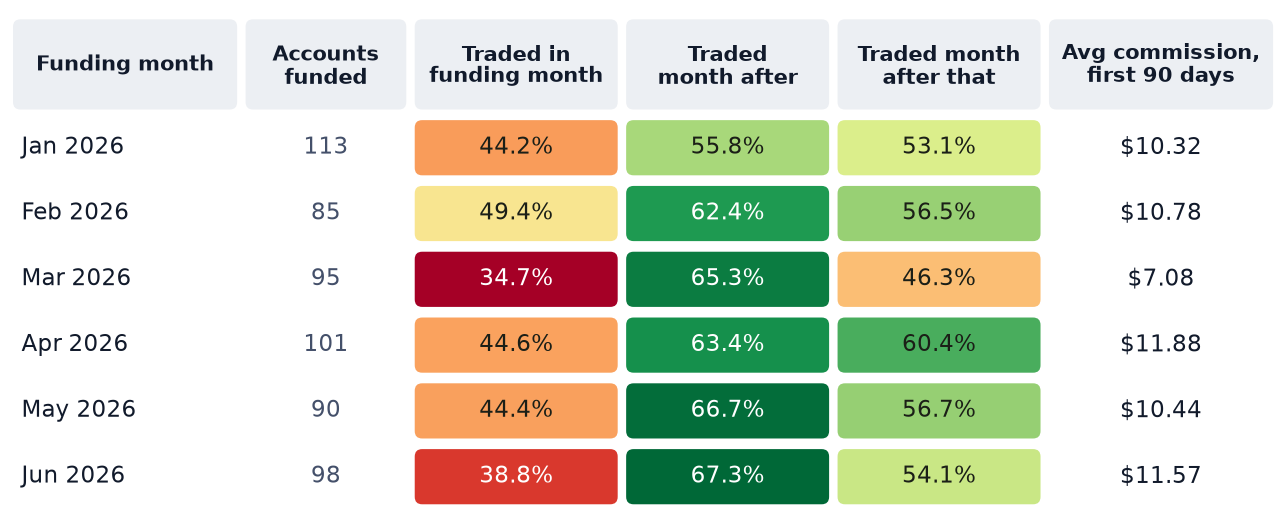 Funding month
Accounts
funded
Traded in
funding month
Traded
month after
Traded month
after that
Avg commission,
first 90 days
Jan 2026 113 44.2% 55.8% 53.1% $10.32
Feb 2026 85 49.4% 62.4% 56.5% $10.78
Mar 2026 95 34.7% 65.3% 46.3% $7.08
Apr 2026 101 44.6% 63.4% 60.4% $11.88
May 2026 90 44.4% 66.7% 56.7% $10.44
Jun 2026 98 38.8% 67.3% 54.1% $11.57